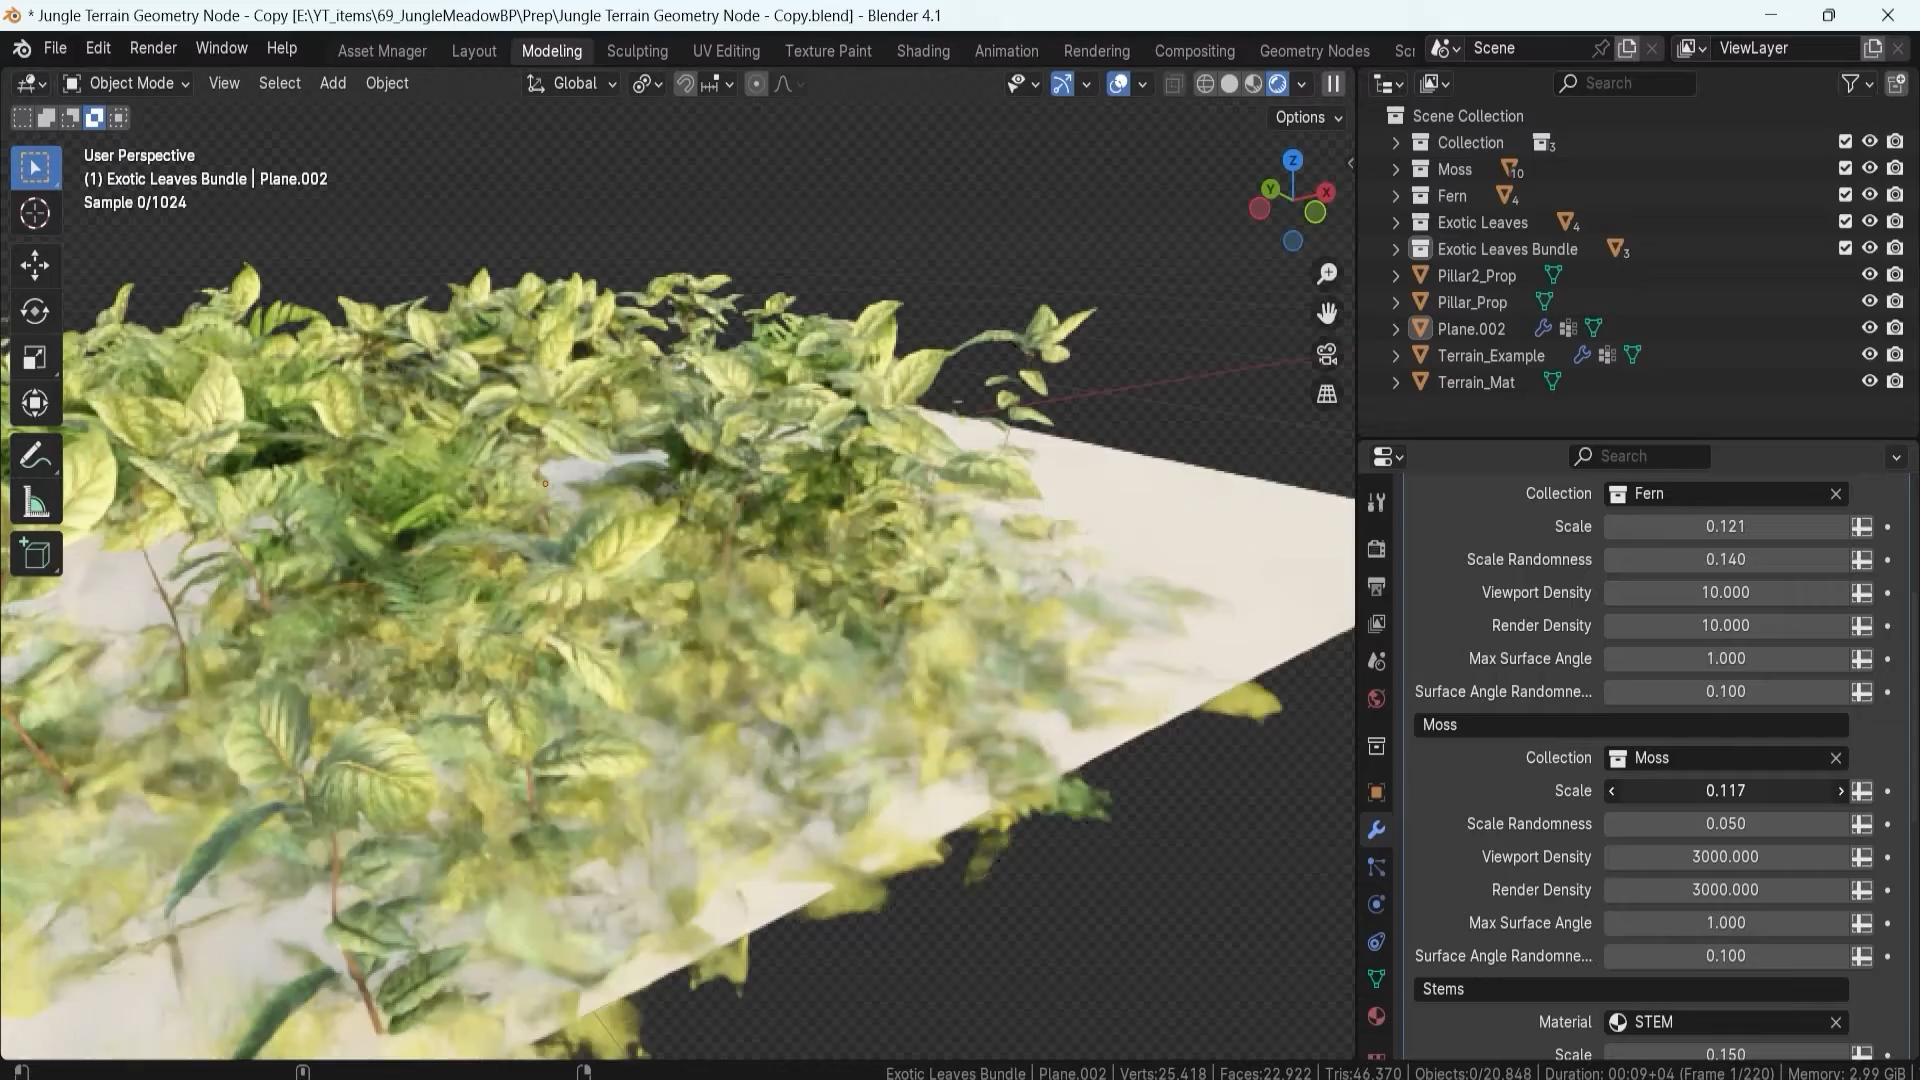 * Jungle Terrain Geometry Node - Copy [E:\YT_items\69_JungleMeadowBP\Prep\Jungle Terrain Geometry Node - Copy.blend] - Blender 4.1
File Edit Render Window Help Asset Mnager Layout Modeling Sculpting UV Editing Texture Paint Shading Animation Rendering Compositing Geometry Nodes Scr Scene ViewLayer
Object Mode View Select Add Object Global Search
Options
User Perspective
(1) Exotic Leaves Bundle | Plane.002
Sample 0/1024
Z
Y
X
Scene Collection
Collection 3
Moss 10
Fern 4
Exotic Leaves 4
Exotic Leaves Bundle 3
Pillar2_Prop
Pillar_Prop
Plane.002
Terrain_Example
Terrain_Mat
Search
Collection Fern
Scale 0.121
Scale Randomness 0.140
Viewport Density 10.000
Render Density 10.000
Max Surface Angle 1.000
Surface Angle Randomne... 0.100
Moss
Collection Moss
Scale 0.117
Scale Randomness 0.050
Viewport Density 3000.000
Render Density 3000.000
Max Surface Angle 1.000
Surface Angle Randomne... 0.100
Stems
Material STEM
Scale 0.150
Exotic Leaves Bundle | Plane.002 | Verts:25,418 | Faces:22,922 | Tris:46,370 | Objects:0/20,848 | Duration: 00:09+04 (Frame 1/220) | Memory: 2.99 GiB